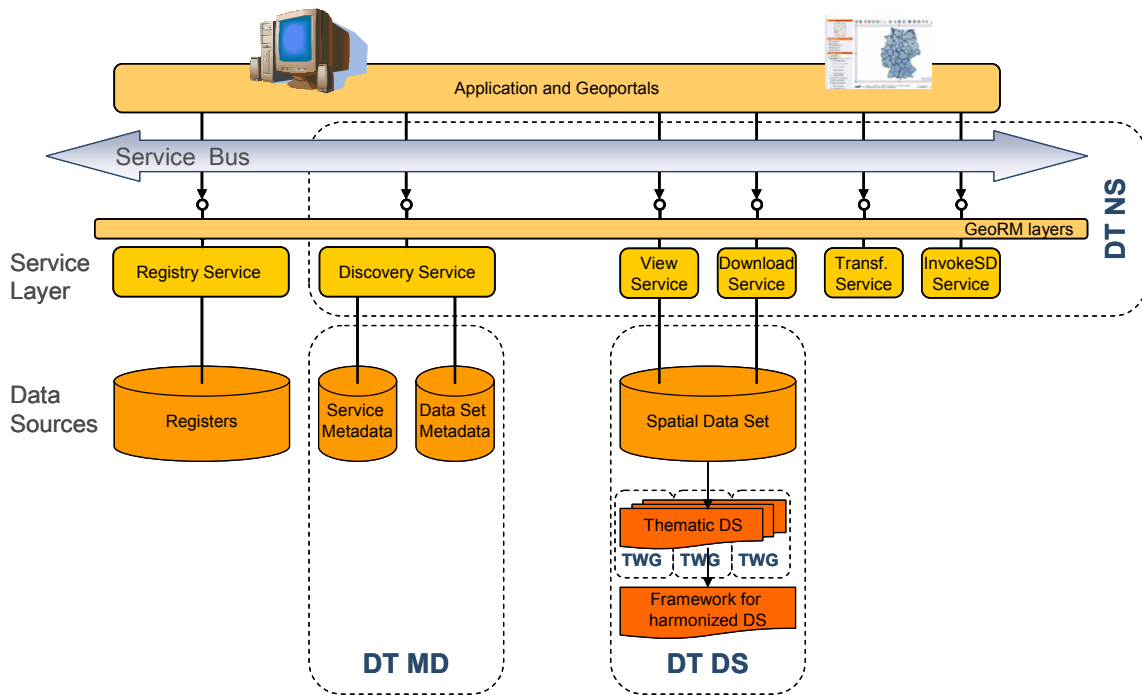 Application and Geoportals
Service Bus
DT NS
GeoRM layers
Service
Layer
Registry Service
Discovery Service
View
Service
Download
Service
Transf.
Service
InvokeSD
Service
Data
Sources
Registers
Service
Metadata
Data Set
Metadata
Spatial Data Set
Thematic DS
TWG
TWG
TWG
Framework for
harmonized DS
DT MD
DT DS